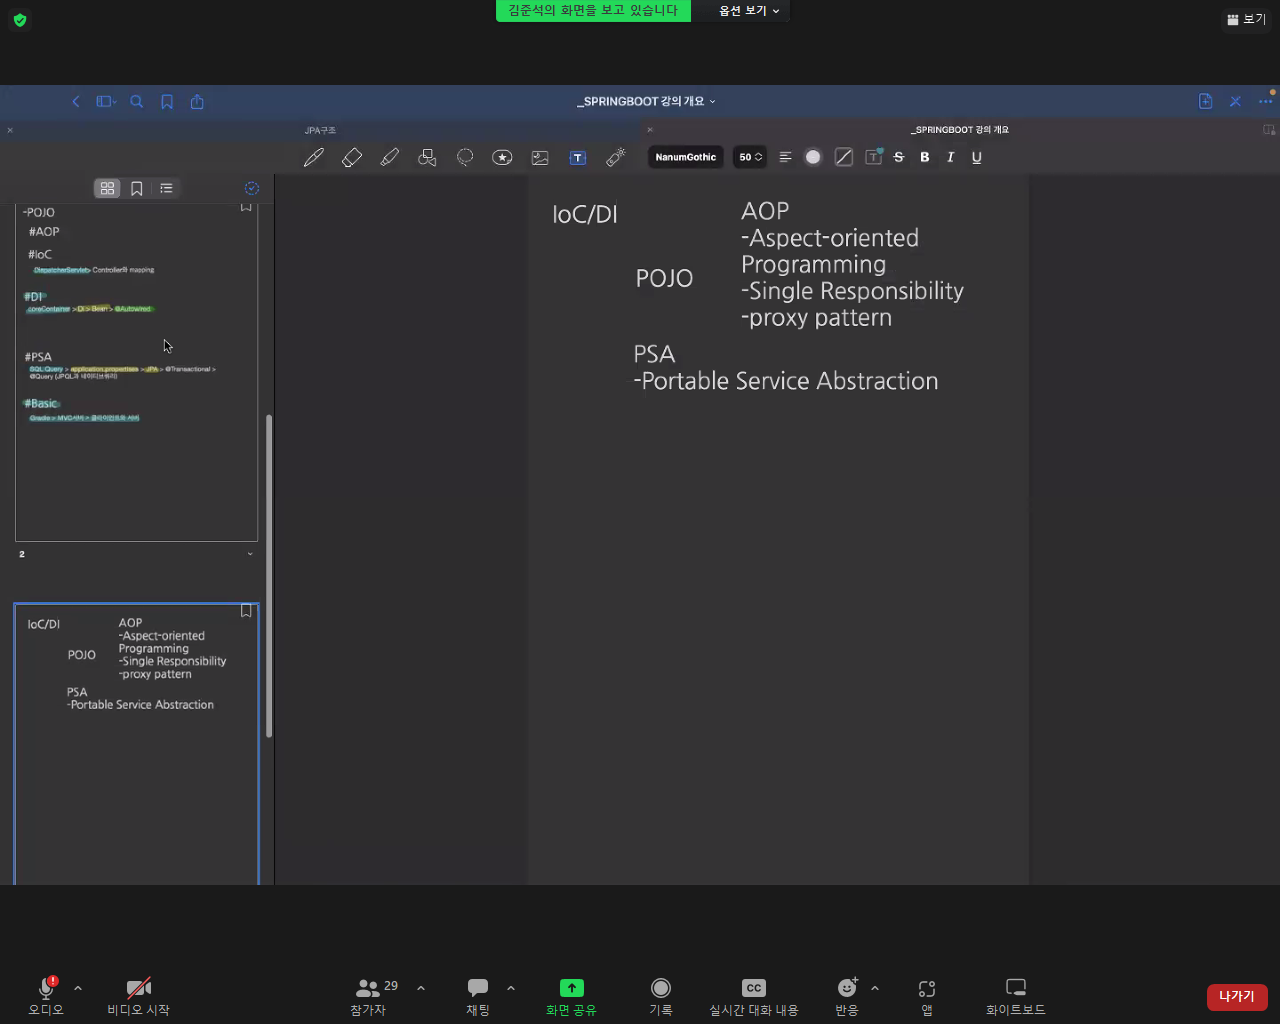 김준석의 화면을 보고 있습니다
옵션 보기
보기
_SPRINGBOOT 강의 개요
JPA구조
_SPRINGBOOT 강의 개요
NanumGothic
50
S B I U
-POJO
#AOP
#IoC
DispatcherServlet> Controller와 mapping
#DI
coreContainer > DI > Bean > @Autowired
#PSA
SQL Query > application.properties > JPA > @Transactional >
@Query (JPQL과 네이티브쿼리)
#Basic
Gradle > MVC서버 > 클라이언트와 서버
2
IoC/DI
AOP
-Aspect-oriented
Programming
-Single Responsibility
-proxy pattern
POJO
PSA
-Portable Service Abstraction
IoC/DI
AOP
-Aspect-oriented
Programming
-Single Responsibility
-proxy pattern
POJO
PSA
-Portable Service Abstraction
오디오
비디오 시작
29
참가자
채팅
화면 공유
기록
CC
실시간 대화 내용
반응
앱
화이트보드
나가기